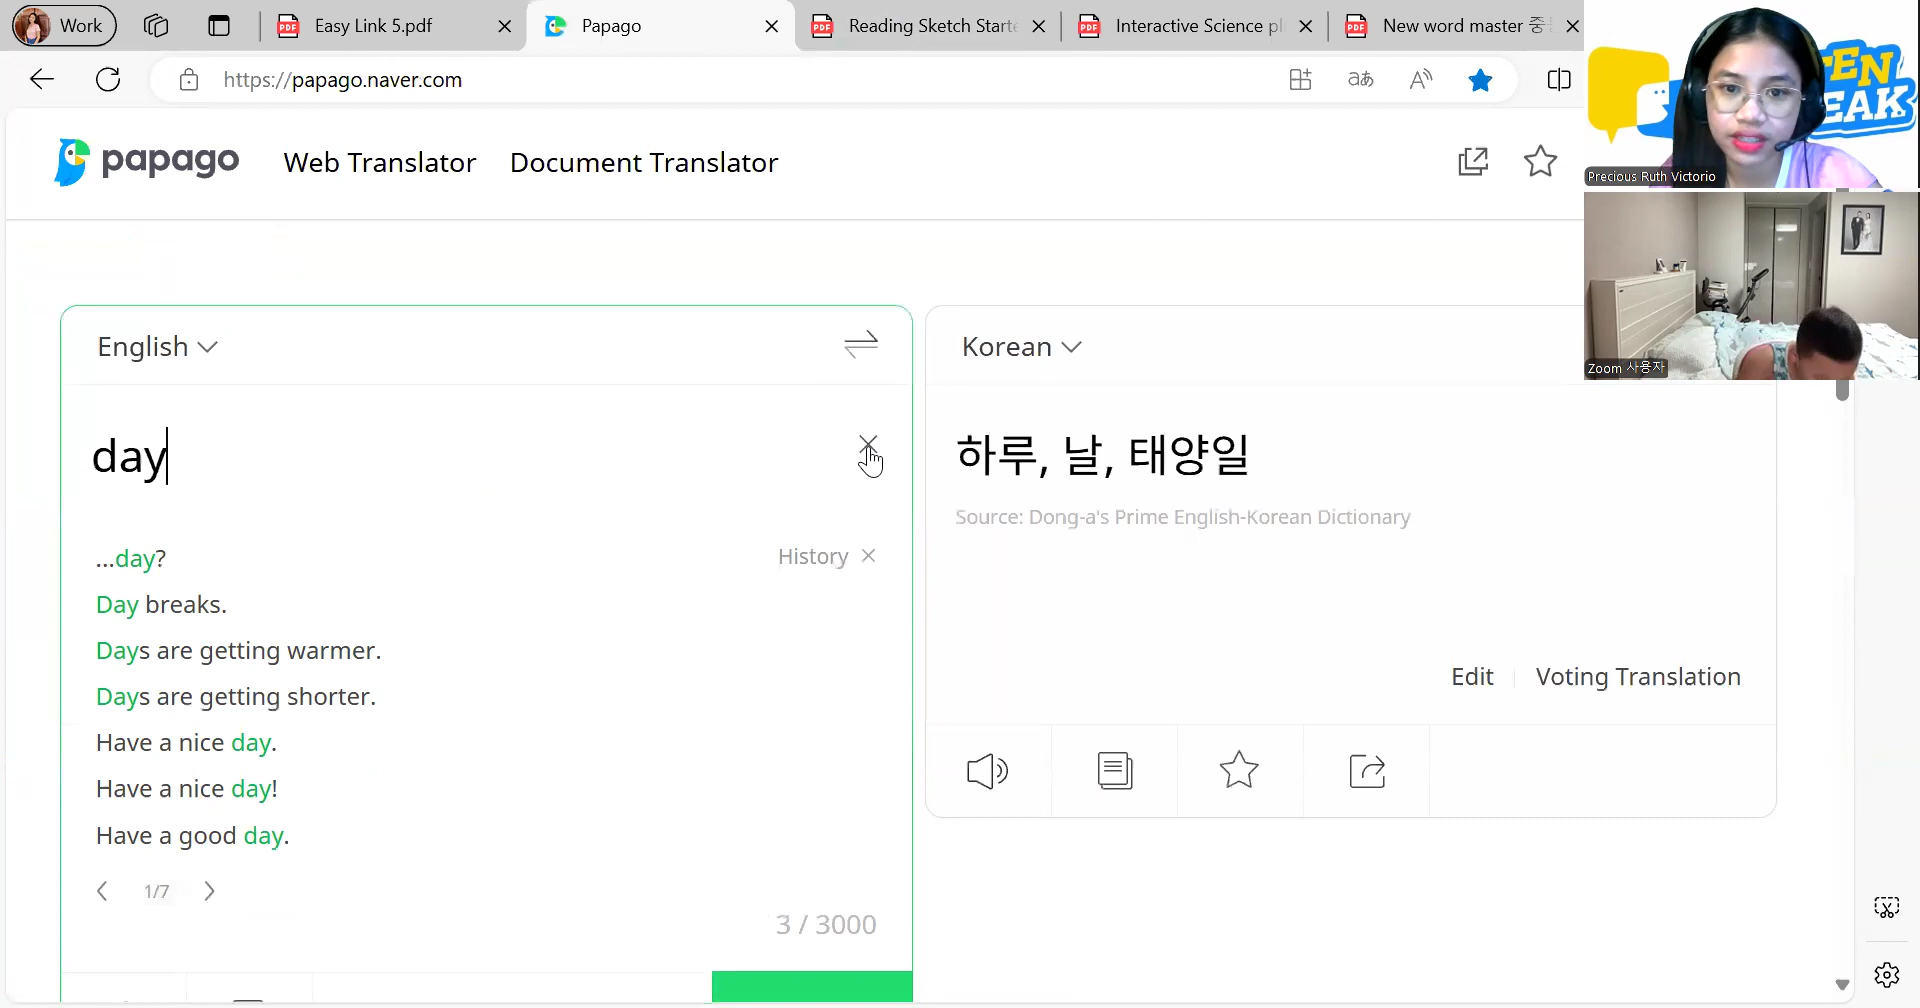 Work
Easy Link 5.pdf
Papago
Reading Sketch Starte
Interactive Science pl
New word master 중
https://papago.naver.com
EN
EAK
Precious Ruth Victorio
papago
Web Translator
Document Translator
Zoom 사용자
English
Korean
day
하루, 날, 태양일
Source: Dong-a's Prime English-Korean Dictionary
...day?
History
Day breaks.
Days are getting warmer.
Days are getting shorter.
Have a nice day.
Have a nice day!
Have a good day.
Edit
Voting Translation
1/7
3 / 3000